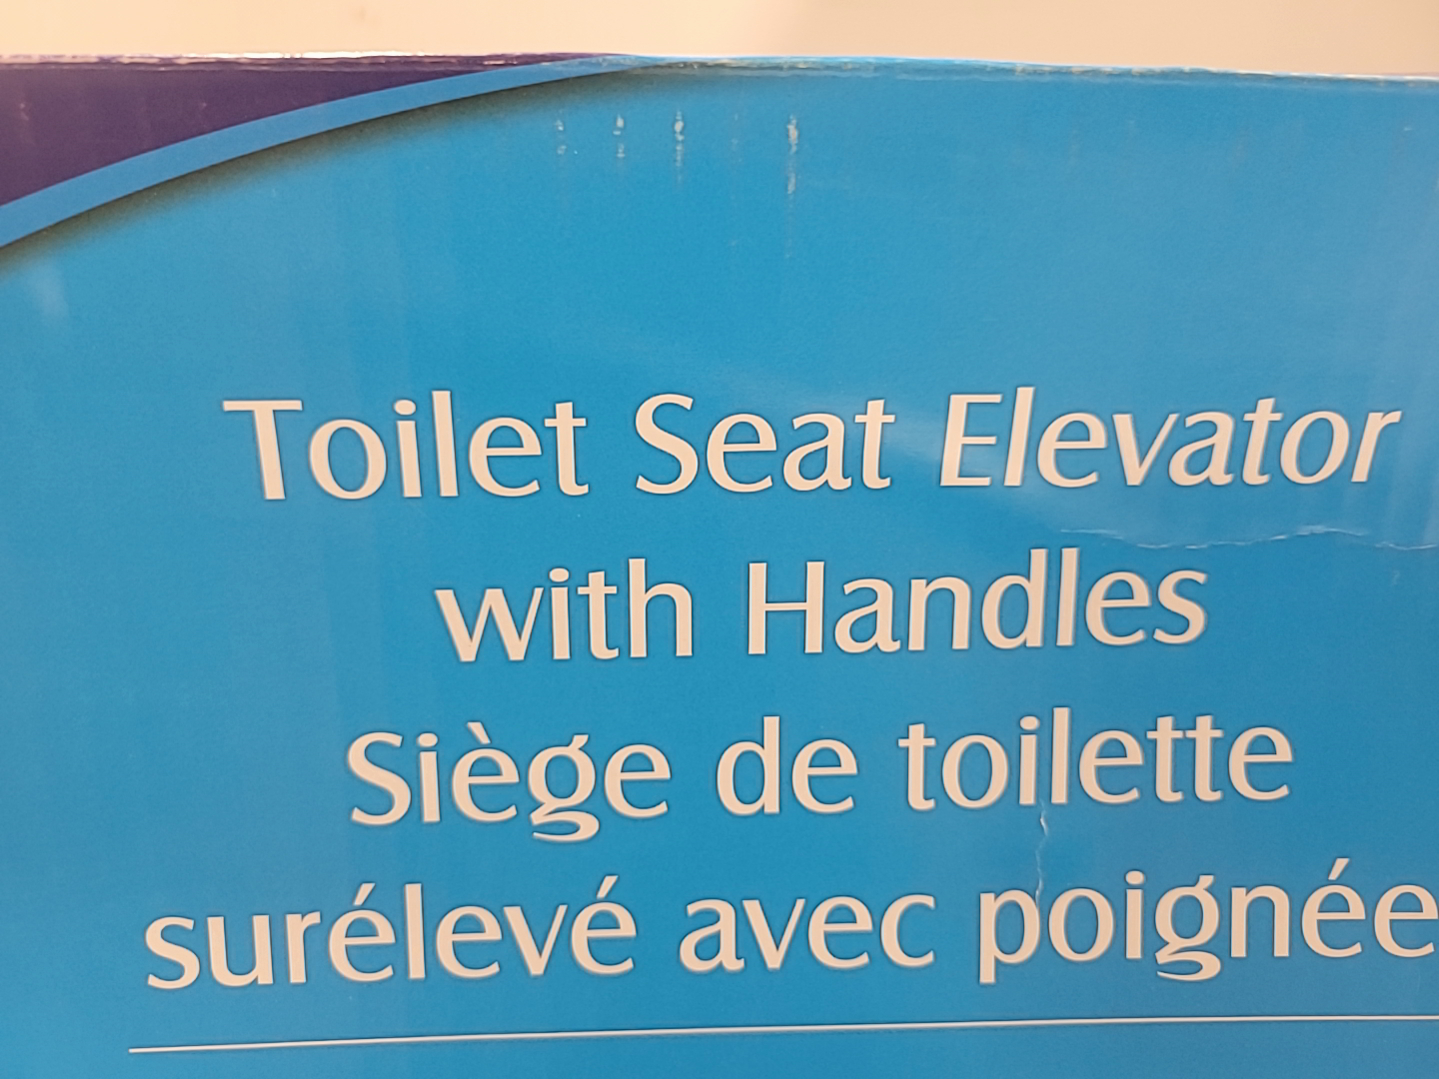 Toilet Seat Elevator
with Handles
Siège de toilette
surélevé avec poignée